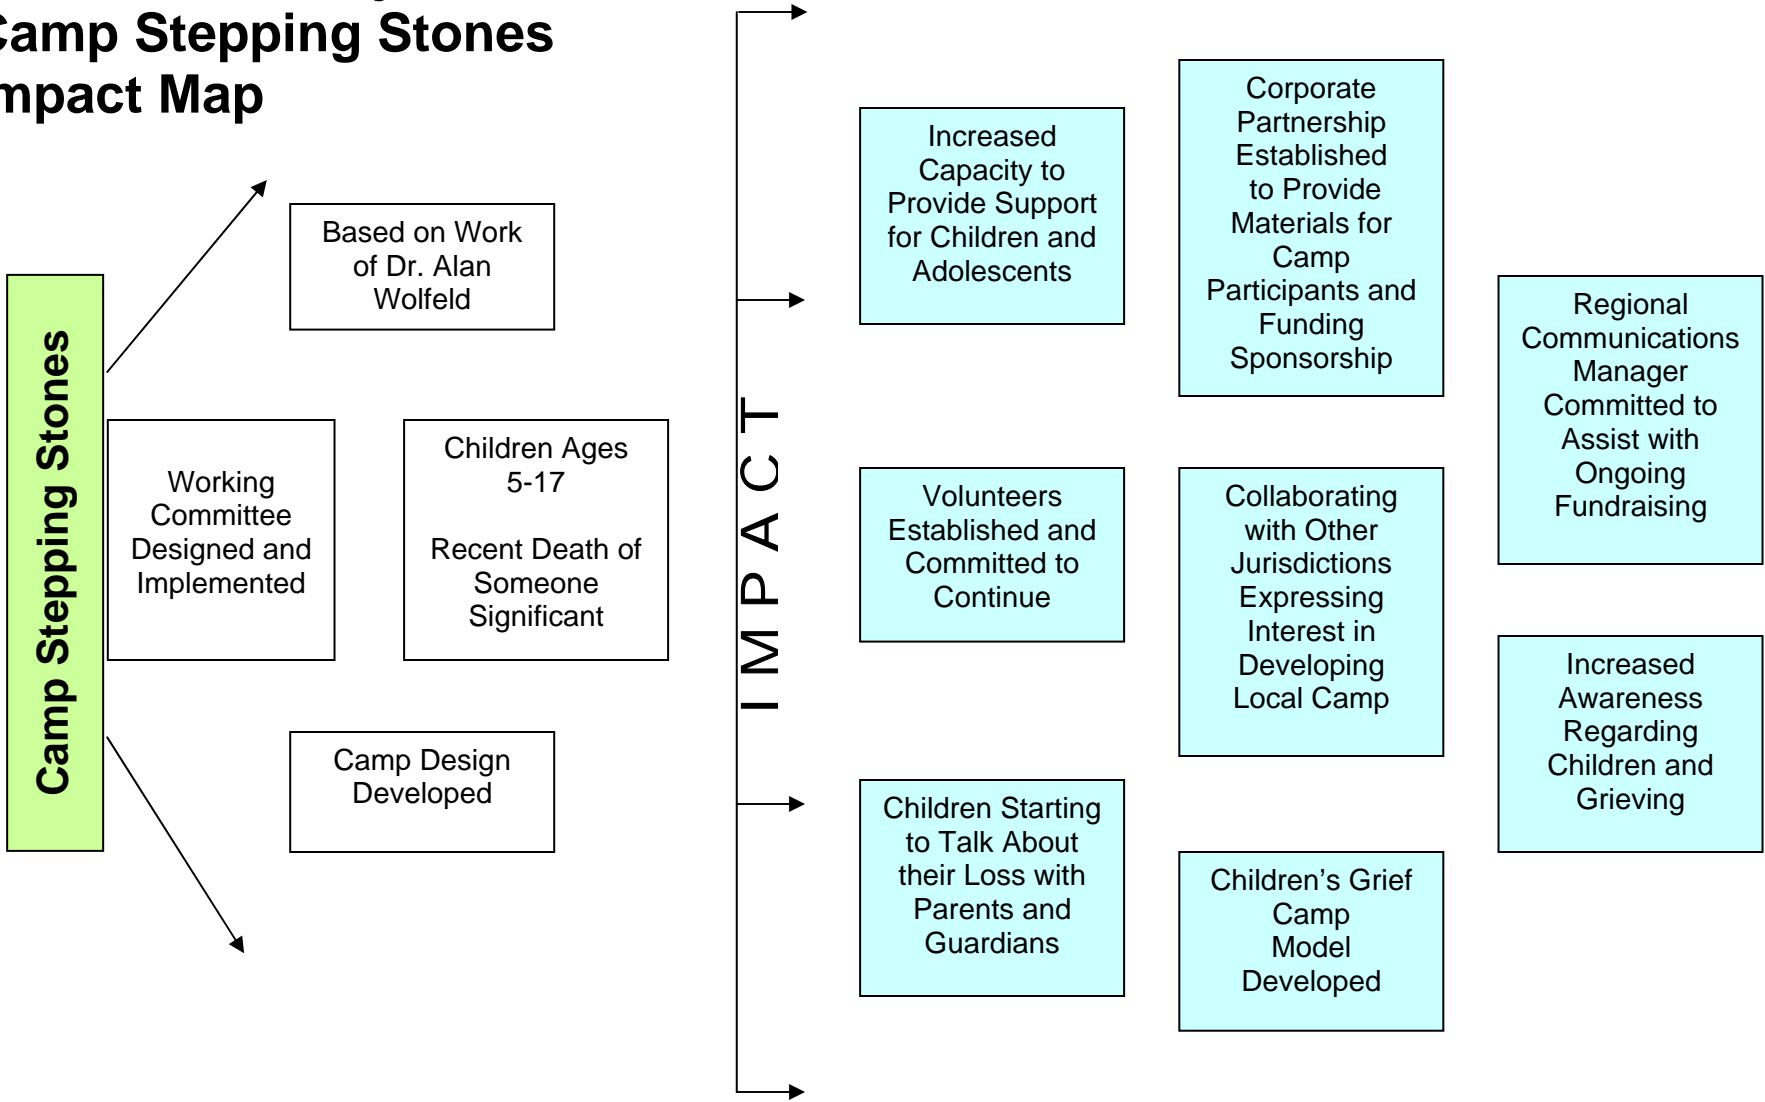 Camp Stepping Stones
Impact Map
Camp Stepping Stones
Based on Work
of Dr. Alan
Wolfeld
Working
Committee
Designed and
Implemented
Children Ages
5-17
Recent Death of
Someone
Significant
Camp Design
Developed
IMPACT
Increased
Capacity to
Provide Support
for Children and
Adolescents
Volunteers
Established and
Committed to
Continue
Children Starting
to Talk About
their Loss with
Parents and
Guardians
Corporate
Partnership
Established
to Provide
Materials for
Camp
Participants and
Funding
Sponsorship
Collaborating
with Other
Jurisdictions
Expressing
Interest in
Developing
Local Camp
Children’s Grief
Camp
Model
Developed
Regional
Communications
Manager
Committed to
Assist with
Ongoing
Fundraising
Increased
Awareness
Regarding
Children and
Grieving